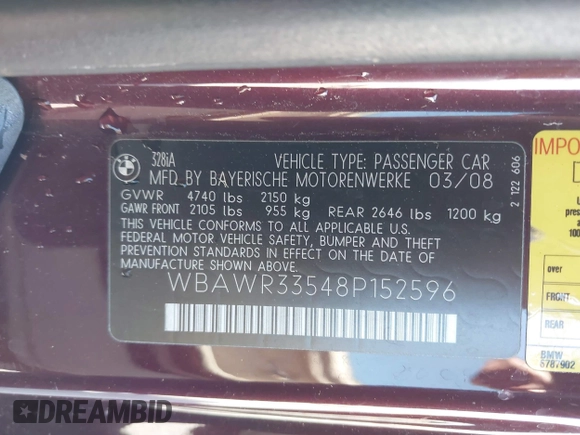 BMW
328iA VEHICLE TYPE: PASSENGER CAR
MFD BY BAYERISCHE MOTORENWERKE 03/08
GVWR 4740 lbs 2150 kg
GAWR FRONT 2105 lbs 955 kg REAR 2646 lbs 1200 kg
THIS VEHICLE CONFORMS TO ALL APPLICABLE U.S.
FEDERAL MOTOR VEHICLE SAFETY, BUMPER AND THEFT
PREVENTION STANDARDS IN EFFECT ON THE DATE OF
MANUFACTURE SHOWN ABOVE.
WBAWR33548P152596
2 122 606
IMPO
over
FRONT
REAR
BMW
DREAMBID